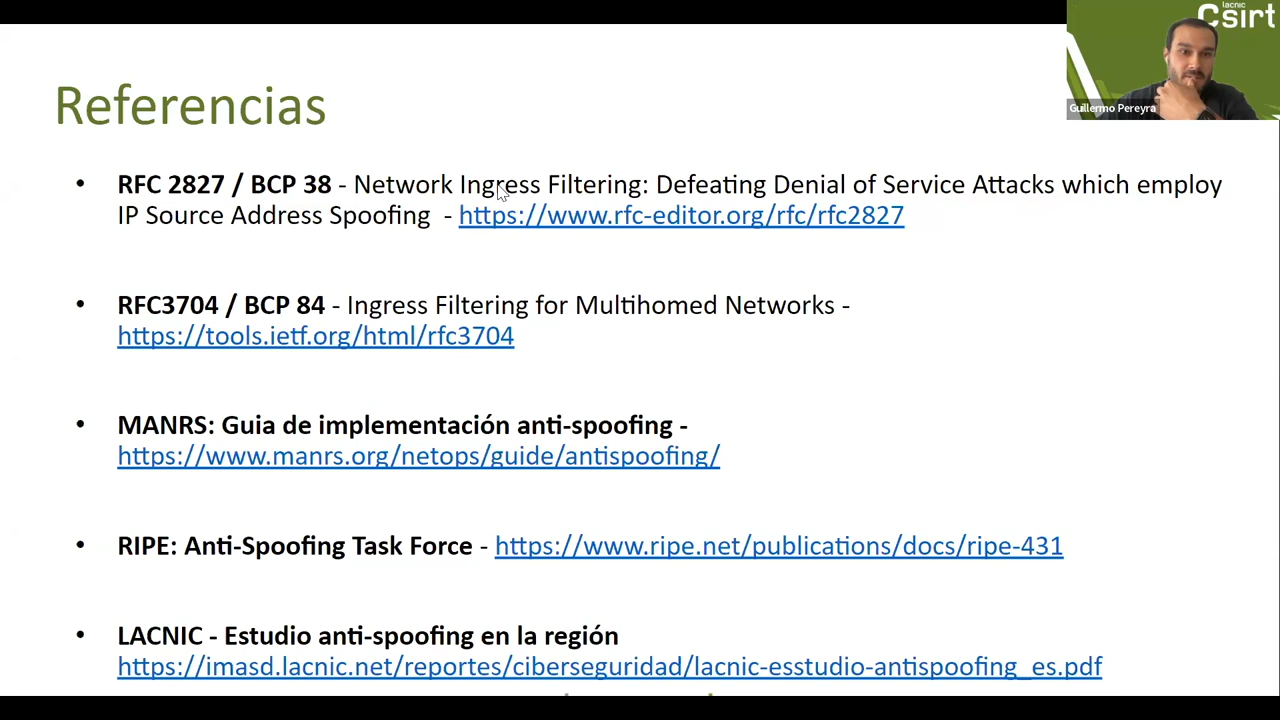 lacnic
Csirt
Guillermo Pereyra
Referencias
• RFC 2827 / BCP 38 - Network Ingress Filtering: Defeating Denial of Service Attacks which employ
IP Source Address Spoofing - https://www.rfc-editor.org/rfc/rfc2827
• RFC3704 / BCP 84 - Ingress Filtering for Multihomed Networks -
https://tools.ietf.org/html/rfc3704
• MANRS: Guia de implementación anti-spoofing -
https://www.manrs.org/netops/guide/antispoofing/
• RIPE: Anti-Spoofing Task Force - https://www.ripe.net/publications/docs/ripe-431
• LACNIC - Estudio anti-spoofing en la región
https://imasd.lacnic.net/reportes/ciberseguridad/lacnic-esstudio-antispoofing_es.pdf